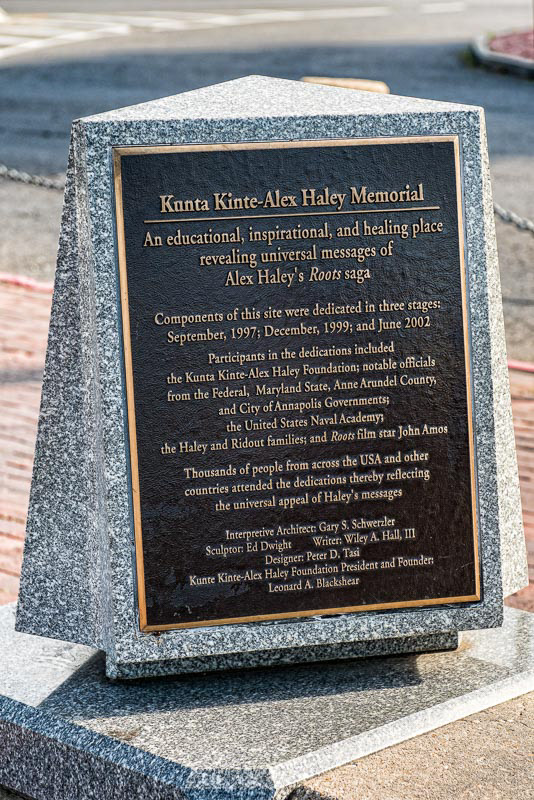 Kunta Kinte-Alex Haley Memorial
An educational, inspirational, and healing place
revealing universal messages of
Alex Haley's Roots saga
Components of this site were dedicated in three stages:
September, 1997; December, 1999; and June 2002
Participants in the dedications included
the Kunta Kinte-Alex Haley Foundation; notable officials
from the Federal, Maryland State, Anne Arundel County,
and City of Annapolis Governments;
the United States Naval Academy;
the Haley and Ridout families; and Roots film star John Amos
Thousands of people from across the USA and other
countries attended the dedications thereby reflecting
the universal appeal of Haley's messages
Interpretive Architect: Gary S. Schwerzler
Sculptor: Ed Dwight Writer: Wiley A. Hall, III
Designer: Peter D. Tasi
Kunte Kinte-Alex Haley Foundation President and Founder:
Leonard A. Blackshear